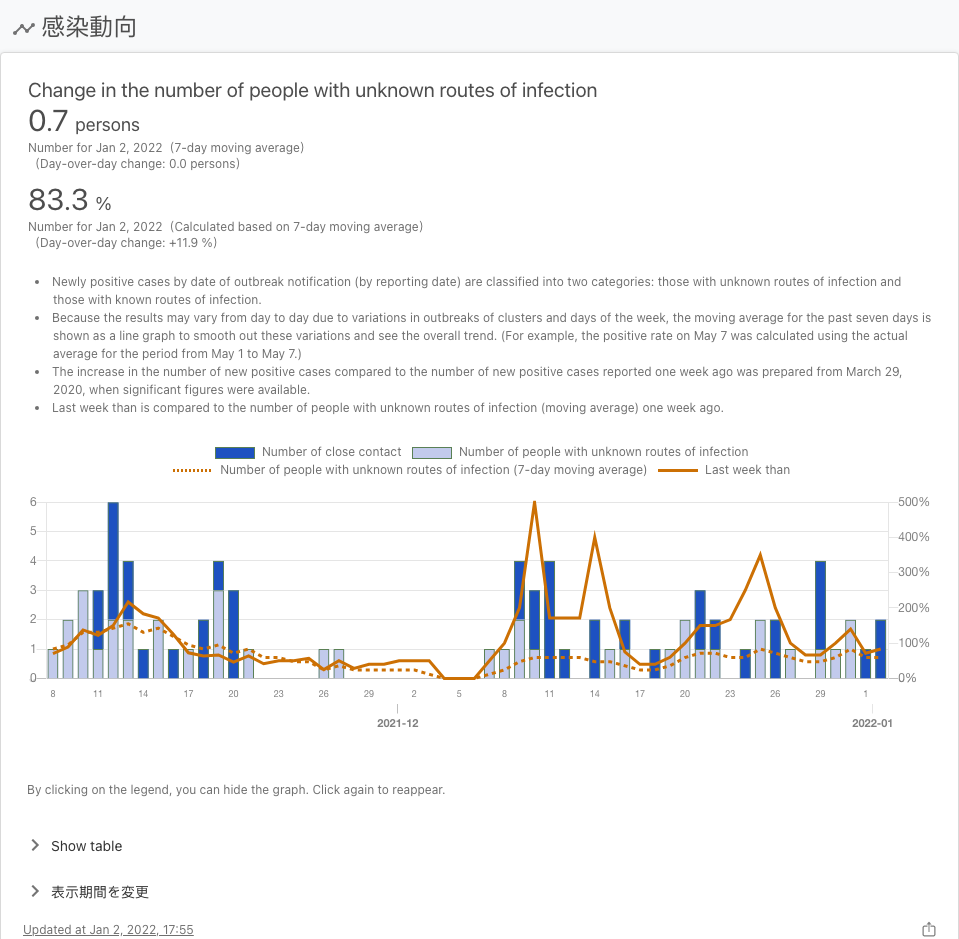 感染動向
Change in the number of people with unknown routes of infection
0.7 persons
Number for Jan 2, 2022 (7-day moving average)
(Day-over-day change: 0.0 persons)
83.3 %
Number for Jan 2, 2022 (Calculated based on 7-day moving average)
(Day-over-day change: +11.9 %)
• Newly positive cases by date of outbreak notification (by reporting date) are classified into two categories: those with unknown routes of infection and
those with known routes of infection.
• Because the results may vary from day to day due to variations in outbreaks of clusters and days of the week, the moving average for the past seven days is
shown as a line graph to smooth out these variations and see the overall trend. (For example, the positive rate on May 7 was calculated using the actual
average for the period from May 1 to May 7.)
• The increase in the number of new positive cases compared to the number of new positive cases reported one week ago was prepared from March 29,
2020, when significant figures were available.
• Last week than is compared to the number of people with unknown routes of infection (moving average) one week ago.
Number of close contact Number of people with unknown routes of infection
Number of people with unknown routes of infection (7-day moving average) Last week than
6 500%
5
400%
4
3 300%
2 200%
1 100%
0 0%
8 11 14 17 20 23 26 29 2 5 8 11 14 17 20 23 26 29 1
2021-12 2022-01
By clicking on the legend, you can hide the graph. Click again to reappear.
Show table
表示期間を変更
Updated at Jan 2, 2022, 17:55